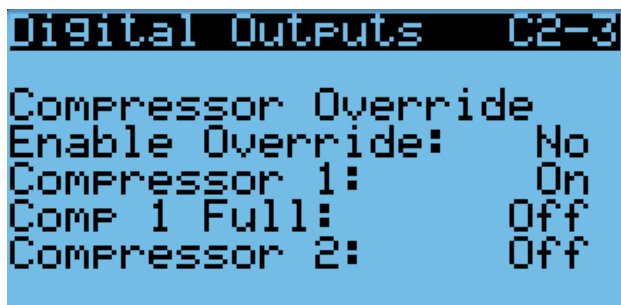 Digital Outputs C2-3
Compressor Override
Enable Override: No
Compressor 1: On
Comp 1 Full: Off
Compressor 2: Off